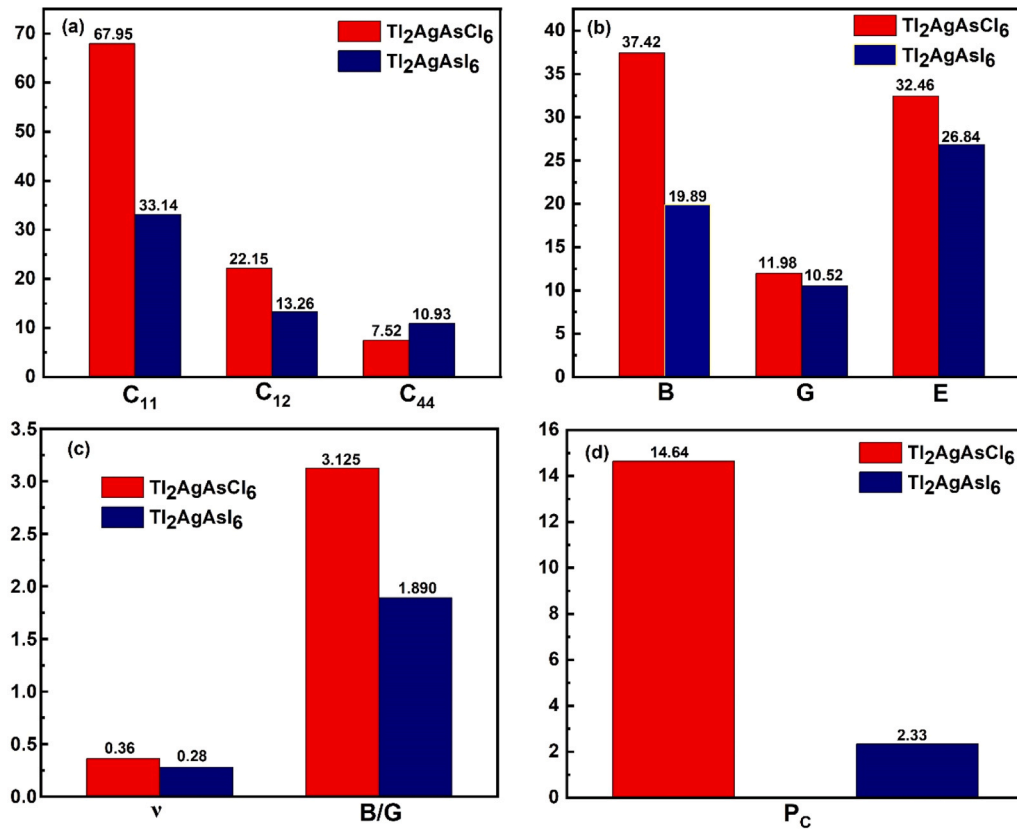 (a)
Tl2AgAsCl6
Tl2AgAsI6
70
60
50
40
30
20
10
0
67.95
33.14
22.15
13.26
7.52
10.93
C11
C12
C44
(b)
Tl2AgAsCl6
Tl2AgAsI6
40
35
30
25
20
15
10
5
0
37.42
19.89
11.98
10.52
32.46
26.84
B
G
E
(c)
Tl2AgAsCl6
Tl2AgAsI6
3.5
3.0
2.5
2.0
1.5
1.0
0.5
0.0
0.36
0.28
3.125
1.890
ν
B/G
(d)
Tl2AgAsCl6
Tl2AgAsI6
16
14
12
10
8
6
4
2
0
14.64
2.33
PC